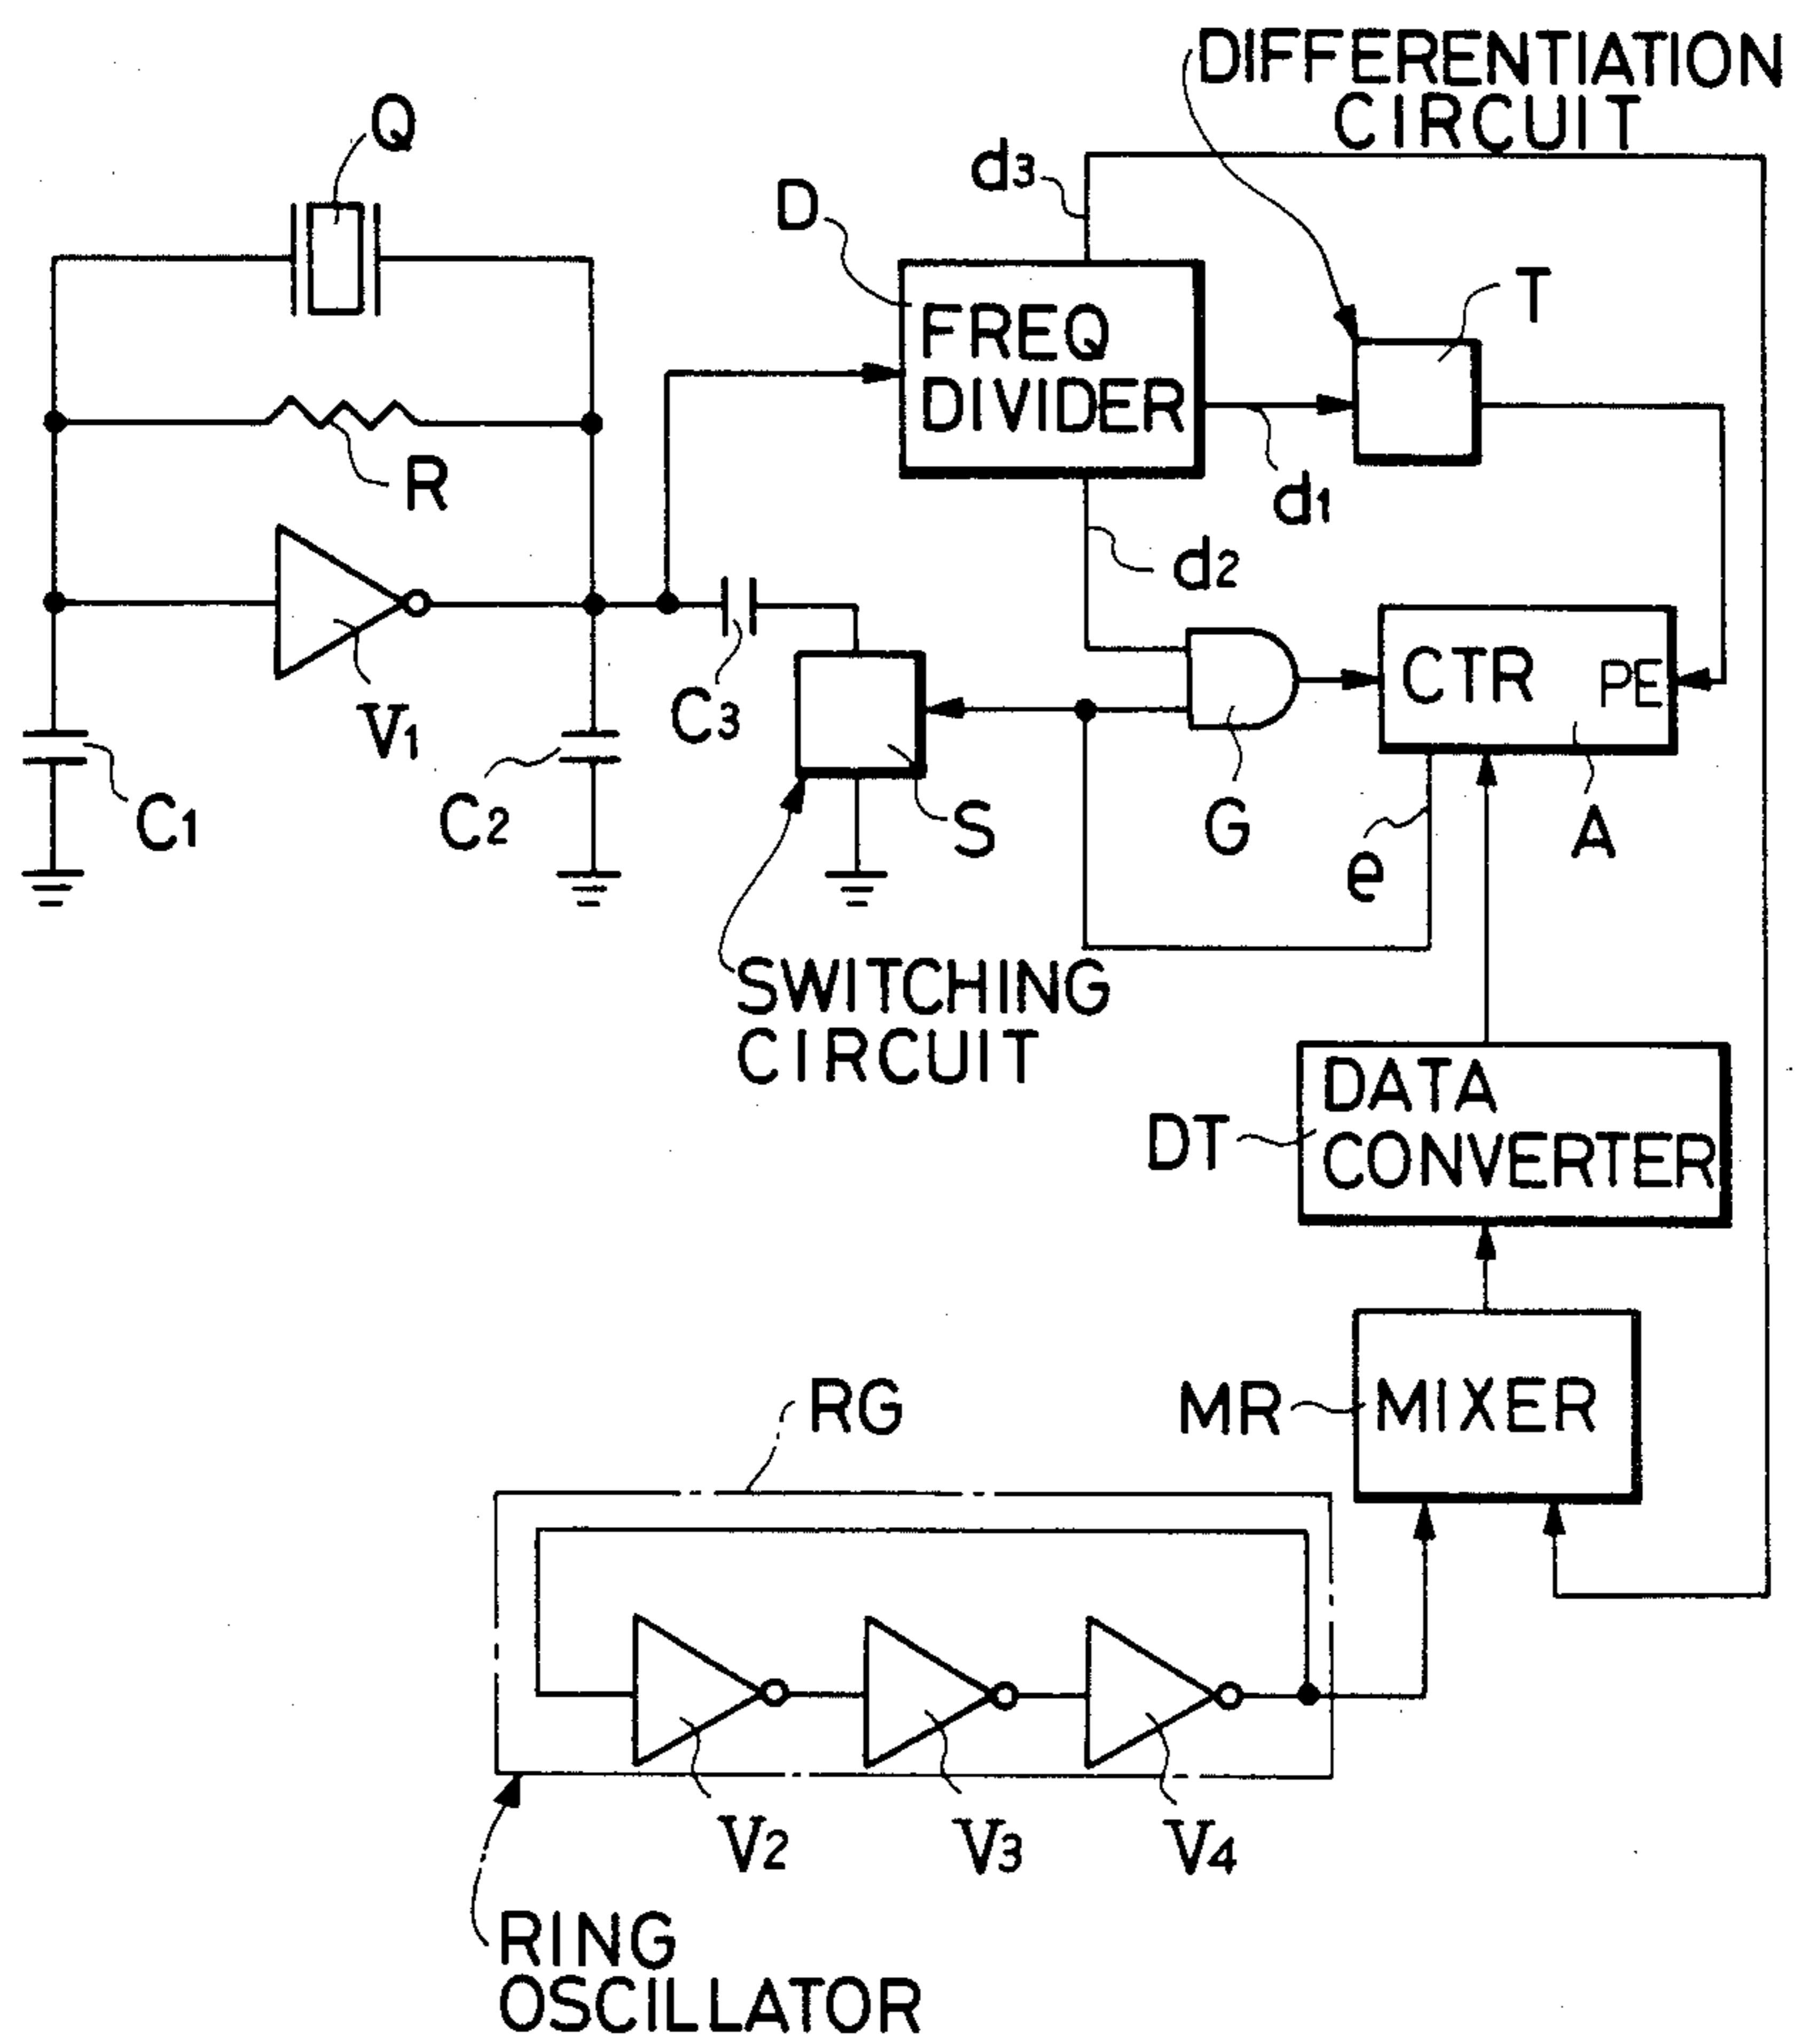 DIFFERENTIATION
CIRCUIT
Q
d3
D
T
FREQ
DIVIDER
R
d1
d2
CTR PE
V1
C3
C1
C2
S
G
e
A
SWITCHING
CIRCUIT
DATA
CONVERTER
DT
RG
MR
MIXER
V2
V3
V4
RING
OSCILLATOR